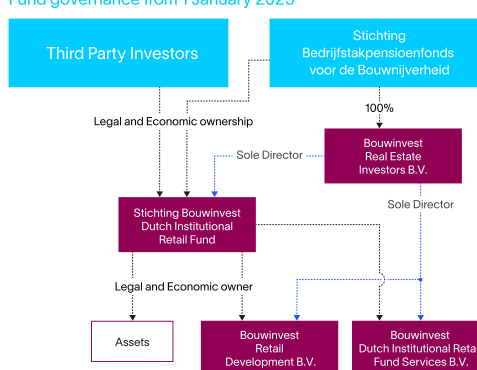 Fund governance from 1 January 2025
Third Party Investors
Stichting
Bedrijfstakpensioenfonds
voor de Bouwnijverheid
100%
Legal and Economic ownership
Bouwinvest
Real Estate
Investors B.V.
Sole Director
Sole Director
Stichting Bouwinvest
Dutch Institutional
Retail Fund
Legal and Economic owner
Assets
Bouwinvest
Retail
Development B.V.
Bouwinvest
Dutch Institutional Reta
Fund Services B.V.